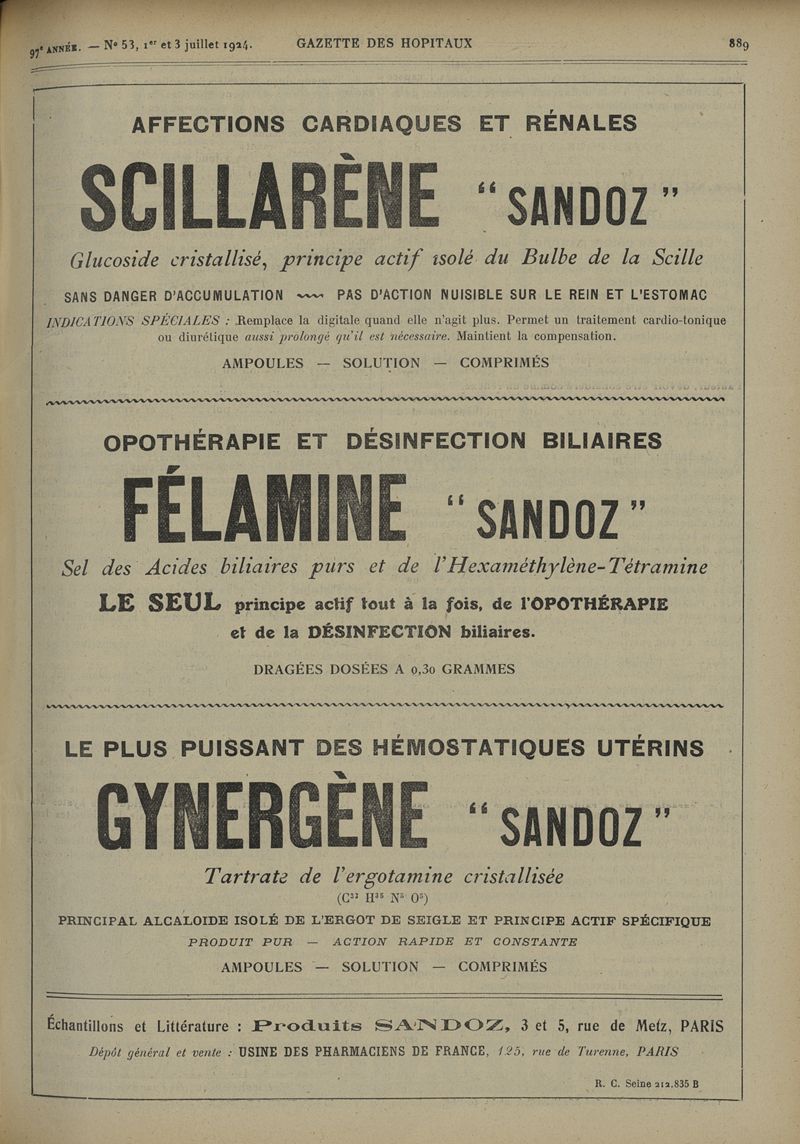 97e ANNÉE. — No 53, 1er et 3 juillet 1924. GAZETTE DES HOPITAUX 889
AFFECTIONS CARDIAQUES ET RÉNALES
SCILLARÈNE “SANDOZ”
Glucoside cristallisé, principe actif isolé du Bulbe de la Scille
SANS DANGER D'ACCUMULATION PAS D'ACTION NUISIBLE SUR LE REIN ET L'ESTOMAC
INDICATIONS SPÉCIALES : Remplace la digitale quand elle n'agit plus. Permet un traitement cardio-tonique
ou diurétique aussi prolongé qu'il est nécessaire. Maintient la compensation.
AMPOULES — SOLUTION — COMPRIMÉS
OPOTHÉRAPIE ET DÉSINFECTION BILIAIRES
FÉLAMINE “SANDOZ”
Sel des Acides biliaires purs et de l'Hexaméthylène-Tétramine
LE SEUL principe actif tout à la fois, de l'OPOTHÉRAPIE
et de la DÉSINFECTION biliaires.
DRAGÉES DOSÉES A 0,30 GRAMMES
LE PLUS PUISSANT DES HÉMOSTATIQUES UTÉRINS
GYNERGÈNE “SANDOZ”
Tartrate de l'ergotamine cristallisée
(C33 H35 N5 O5)
PRINCIPAL ALCALOIDE ISOLÉ DE L'ERGOT DE SEIGLE ET PRINCIPE ACTIF SPÉCIFIQUE
PRODUIT PUR — ACTION RAPIDE ET CONSTANTE
AMPOULES — SOLUTION — COMPRIMÉS
Échantillons et Littérature : Produits SANDOZ, 3 et 5, rue de Metz, PARIS
Dépôt général et vente : USINE DES PHARMACIENS DE FRANCE, 125, rue de Turenne, PARIS
R. C. Seine 212.835 B